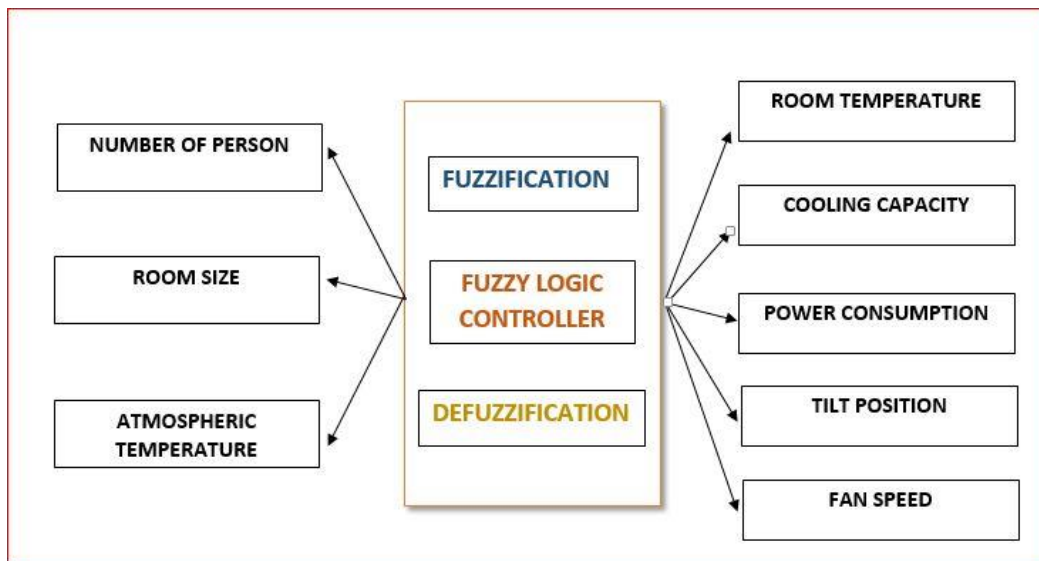 NUMBER OF PERSON
ROOM SIZE
ATMOSPHERIC
TEMPERATURE
FUZZIFICATION
FUZZY LOGIC
CONTROLLER
DEFUZZIFICATION
ROOM TEMPERATURE
COOLING CAPACITY
POWER CONSUMPTION
TILT POSITION
FAN SPEED